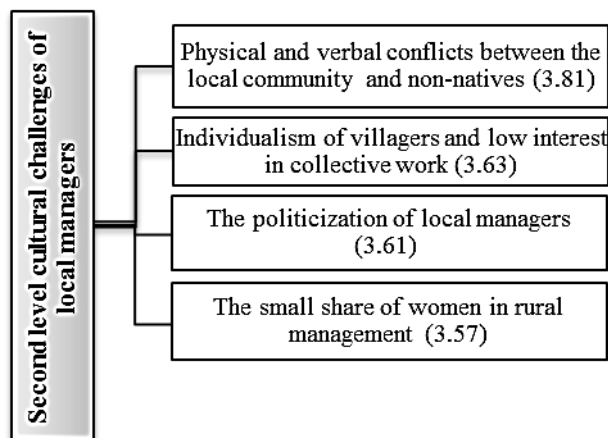 Second level cultural challenges of
local managers
Physical and verbal conflicts between the
local community and non-natives (3.81)
Individualism of villagers and low interest
in collective work (3.63)
The politicization of local managers
(3.61)
The small share of women in rural
management (3.57)